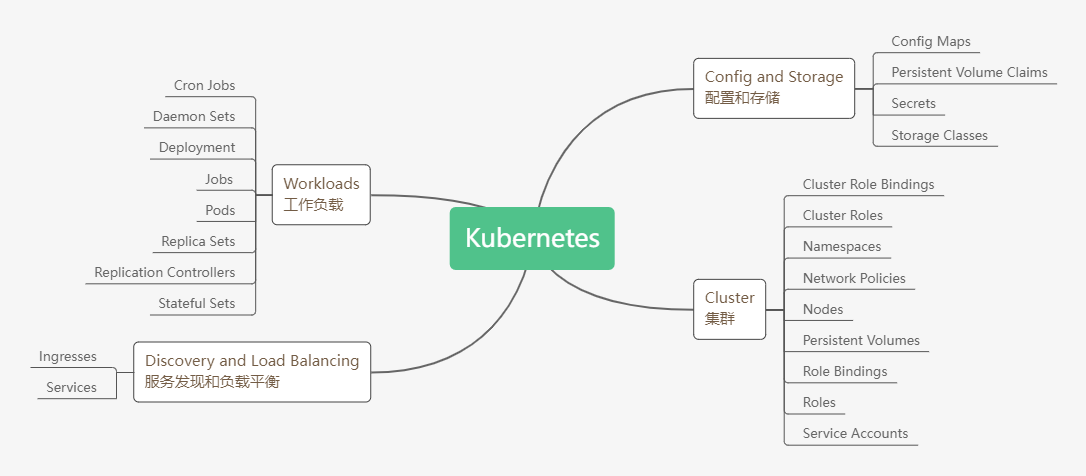 Kubernetes
Workloads
工作负载
Cron Jobs
Daemon Sets
Deployment
Jobs
Pods
Replica Sets
Replication Controllers
Stateful Sets
Discovery and Load Balancing
服务发现和负载平衡
Ingresses
Services
Config and Storage
配置和存储
Config Maps
Persistent Volume Claims
Secrets
Storage Classes
Cluster
集群
Cluster Role Bindings
Cluster Roles
Namespaces
Network Policies
Nodes
Persistent Volumes
Role Bindings
Roles
Service Accounts